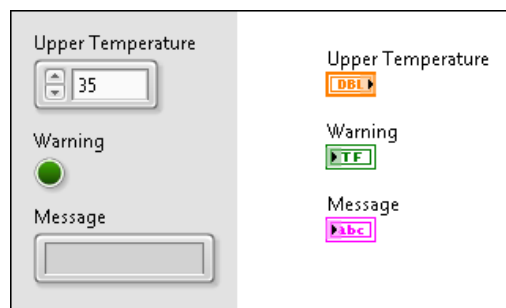 Upper Temperature
35
Warning
Message
Upper Temperature
DBL
Warning
TF
Message
abc